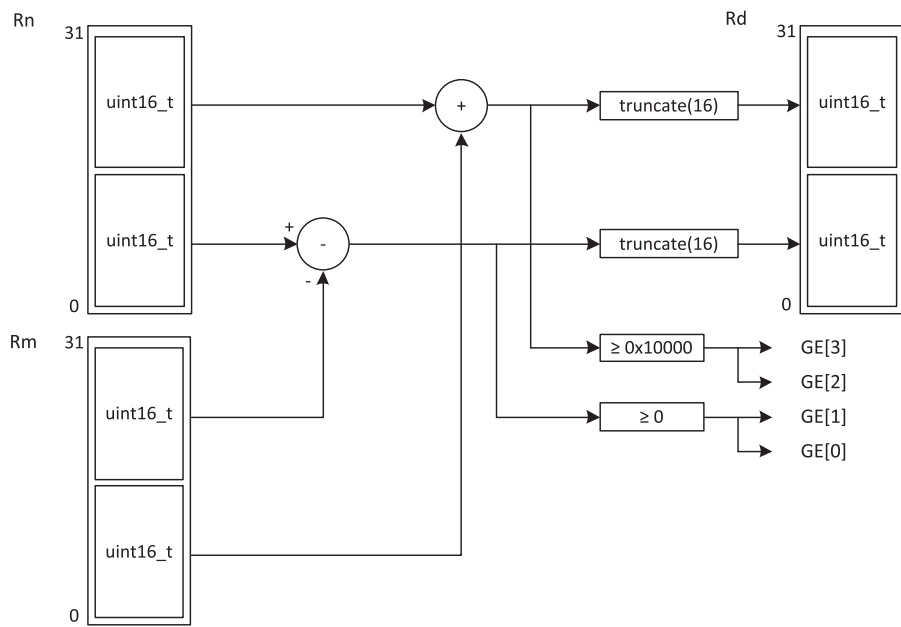 Rn
31
uint16_t
uint16_t
0
Rm
31
uint16_t
uint16_t
0
+
+
-
-
truncate(16)
truncate(16)
≥ 0x10000
≥ 0
Rd
31
uint16_t
uint16_t
0
GE[3]
GE[2]
GE[1]
GE[0]